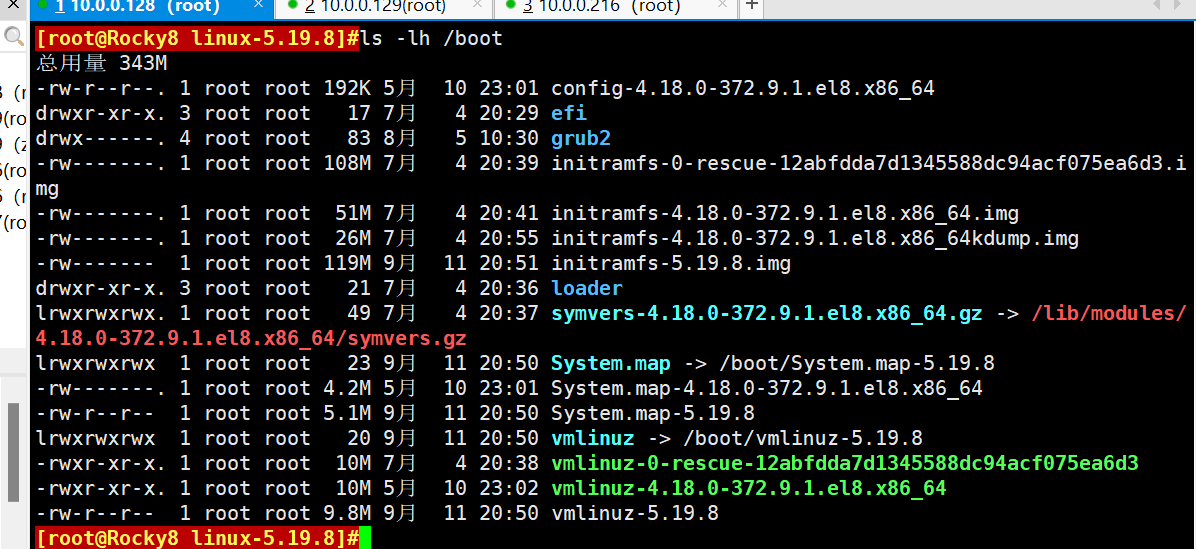 1 10.0.0.128 (root) × 2 10.0.0.129(root) × 3 10.0.0.216 (root) × +
[root@Rocky8 linux-5.19.8]#ls -lh /boot
总用量 343M
-rw-r--r--. 1 root root 192K 5月  10 23:01 config-4.18.0-372.9.1.el8.x86_64
drwxr-xr-x. 3 root root   17 7月   4 20:29 efi
drwx------. 4 root root   83 8月   5 10:30 grub2
-rw-------. 1 root root 108M 7月   4 20:39 initramfs-0-rescue-12abfdda7d1345588dc94acf075ea6d3.i
mg
-rw-------. 1 root root  51M 7月   4 20:41 initramfs-4.18.0-372.9.1.el8.x86_64.img
-rw-------. 1 root root  26M 7月   4 20:55 initramfs-4.18.0-372.9.1.el8.x86_64kdump.img
-rw-------  1 root root 119M 9月  11 20:51 initramfs-5.19.8.img
drwxr-xr-x. 3 root root   21 7月   4 20:36 loader
lrwxrwxrwx. 1 root root   49 7月   4 20:37 symvers-4.18.0-372.9.1.el8.x86_64.gz -> /lib/modules/
4.18.0-372.9.1.el8.x86_64/symvers.gz
lrwxrwxrwx  1 root root   23 9月  11 20:50 System.map -> /boot/System.map-5.19.8
-rw-------. 1 root root 4.2M 5月  10 23:01 System.map-4.18.0-372.9.1.el8.x86_64
-rw-r--r--  1 root root 5.1M 9月  11 20:50 System.map-5.19.8
lrwxrwxrwx  1 root root   20 9月  11 20:50 vmlinuz -> /boot/vmlinuz-5.19.8
-rwxr-xr-x. 1 root root  10M 7月   4 20:38 vmlinuz-0-rescue-12abfdda7d1345588dc94acf075ea6d3
-rwxr-xr-x. 1 root root  10M 5月  10 23:02 vmlinuz-4.18.0-372.9.1.el8.x86_64
-rw-r--r--  1 root root 9.8M 9月  11 20:50 vmlinuz-5.19.8
[root@Rocky8 linux-5.19.8]#